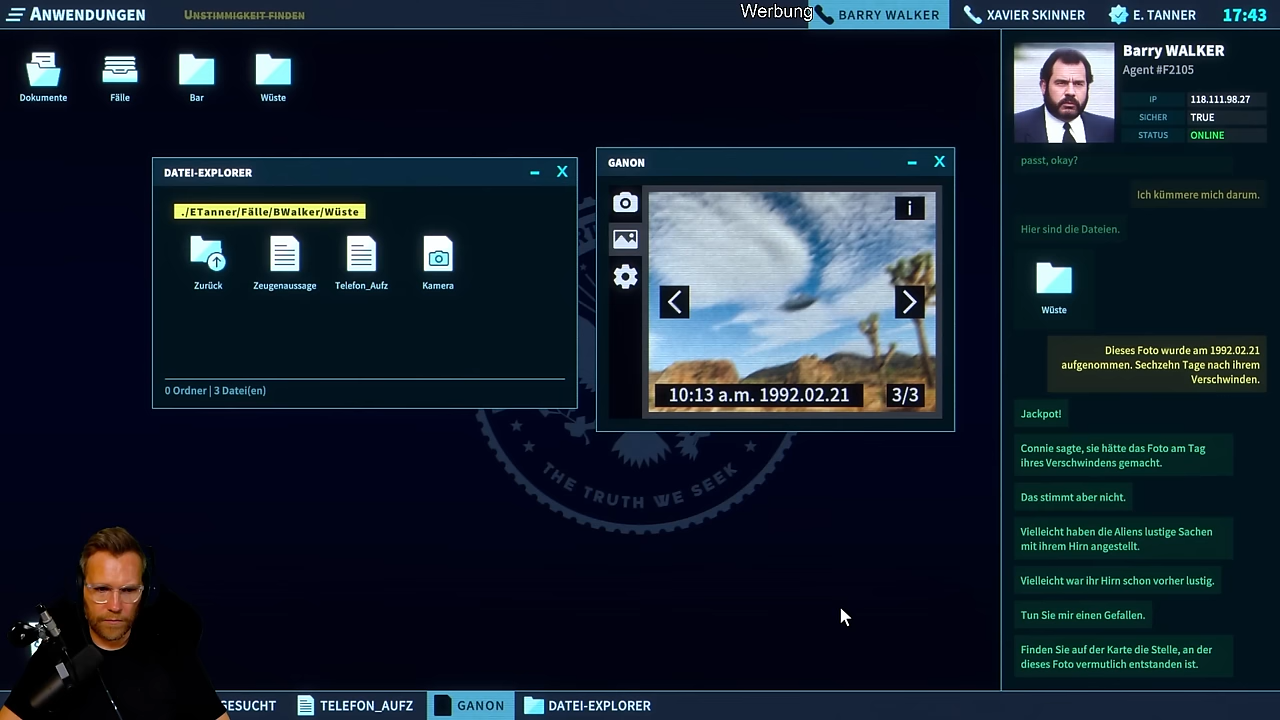 ANWENDUNGEN
UNSTIMMIGKEIT FINDEN
Werbung
BARRY WALKER
XAVIER SKINNER
E. TANNER
17:43
Dokumente
Fälle
Bar
Wüste
DATEI-EXPLORER
./ETanner/Fälle/BWalker/Wüste
Zurück
Zeugenaussage
Telefon_Aufz
Kamera
0 Ordner | 3 Datei(en)
GANON
i
10:13 a.m. 1992.02.21
3/3
THE TRUTH WE SEEK
Barry WALKER
Agent #F2105
IP
118.111.98.27
SICHER
TRUE
STATUS
ONLINE
passt, okay?
Ich kümmere mich darum.
Hier sind die Dateien.
Wüste
Dieses Foto wurde am 1992.02.21
aufgenommen. Sechzehn Tage nach ihrem
Verschwinden.
Jackpot!
Connie sagte, sie hätte das Foto am Tag
ihres Verschwindens gemacht.
Das stimmt aber nicht.
Vielleicht haben die Aliens lustige Sachen
mit ihrem Hirn angestellt.
Vielleicht war ihr Hirn schon vorher lustig.
Tun Sie mir einen Gefallen.
Finden Sie auf der Karte die Stelle, an der
dieses Foto vermutlich entstanden ist.
GESUCHT
TELEFON_AUFZ
GANON
DATEI-EXPLORER